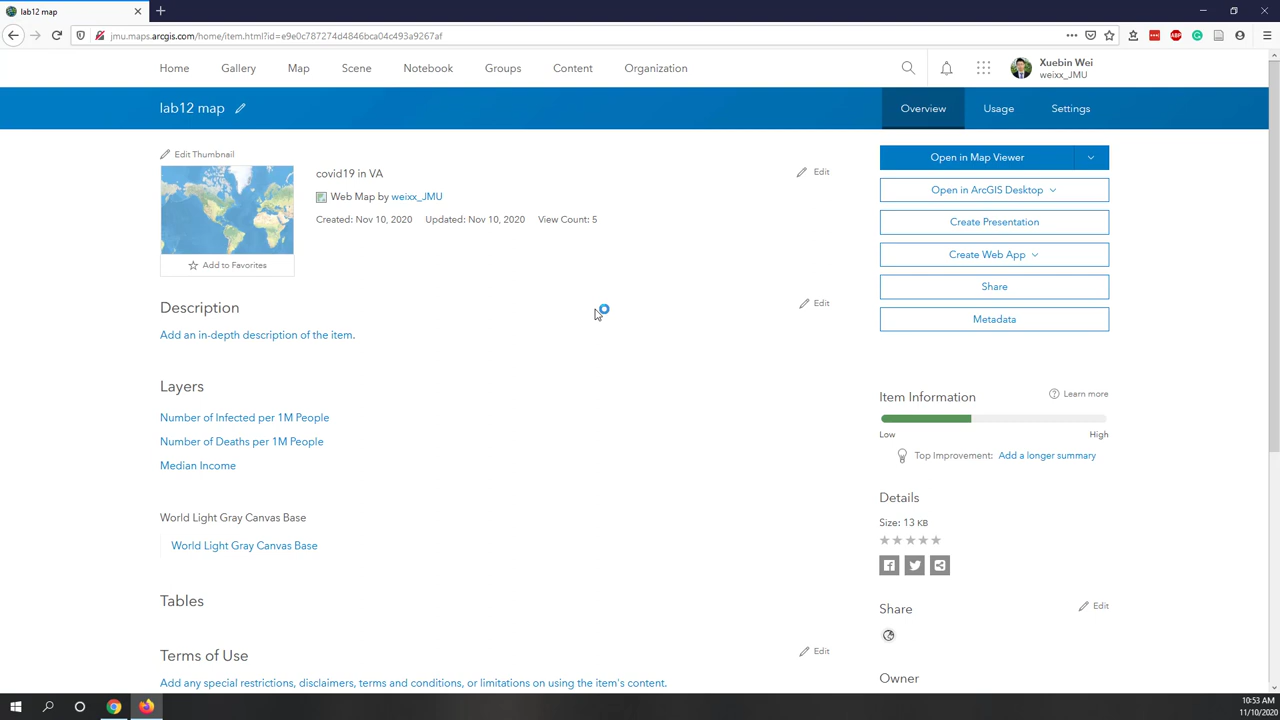 lab12 map
jmu.maps.arcgis.com/home/item.html?id=e9e0c787274d4846bca04c493a9267af
Home Gallery Map Scene Notebook Groups Content Organization
Xuebin Wei
weixx_JMU
lab12 map
Overview Usage Settings
Edit Thumbnail
covid19 in VA
Edit
Web Map by weixx_JMU
Created: Nov 10, 2020 Updated: Nov 10, 2020 View Count: 5
Add to Favorites
Open in Map Viewer
Open in ArcGIS Desktop
Create Presentation
Create Web App
Share
Metadata
Description
Edit
Add an in-depth description of the item.
Layers
Number of Infected per 1M People
Number of Deaths per 1M People
Median Income
World Light Gray Canvas Base
World Light Gray Canvas Base
Tables
Terms of Use
Edit
Add any special restrictions, disclaimers, terms and conditions, or limitations on using the item's content.
Item Information
Learn more
Low High
Top Improvement: Add a longer summary
Details
Size: 13 KB
Share
Edit
Owner
10:53 AM
11/10/2020